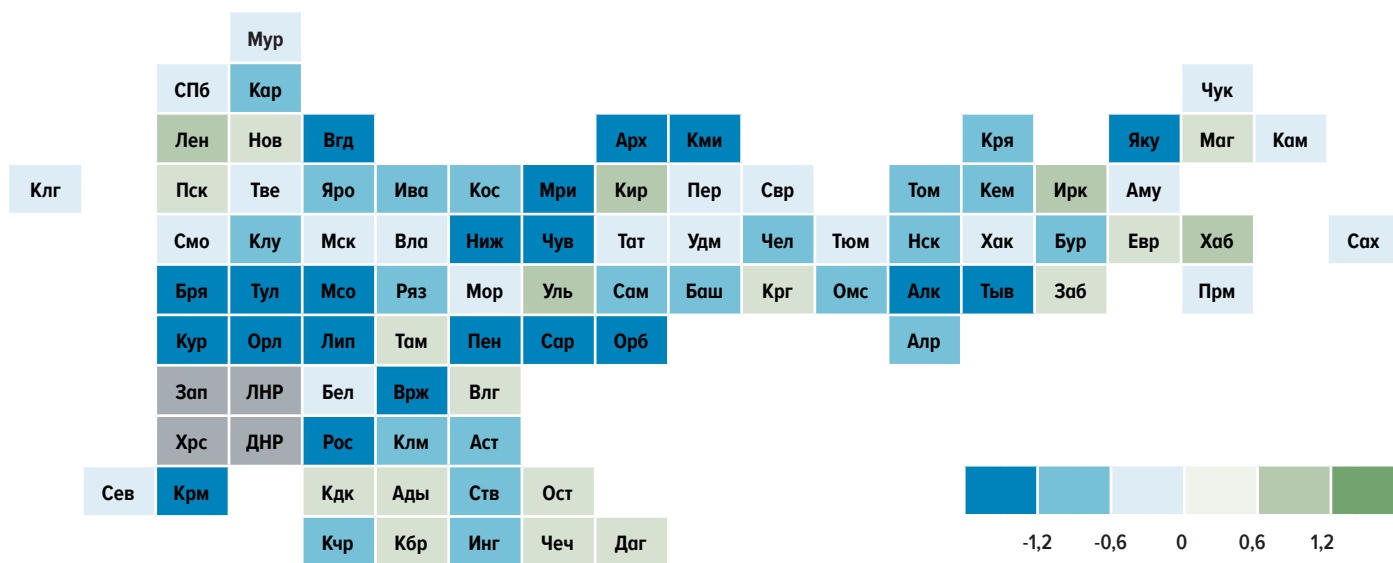 Мур
СПб Кар Чук
Лен Нов Вгд Арх Кми Кря Яку Маг Кам
Клг Пск Тве Яро Ива Кос Мри Кир Пер Свр Том Кем Ирк Аму
Смо Клу Мск Вла Ниж Чув Тат Удм Чел Тюм Нск Хак Бур Евр Хаб Сах
Бря Тул Мсо Ряз Мор Уль Сам Баш Крг Омс Алк Тыв Заб Прм
Кур Орл Лип Там Пен Сар Орб Алр
Зап ЛНР Бел Врж Влг
Хрс ДНР Рос Клм Аст
Сев Крм Кдк Ады Ств Ост
Кчр Кбр Инг Чеч Даг
-1,2 -0,6 0 0,6 1,2